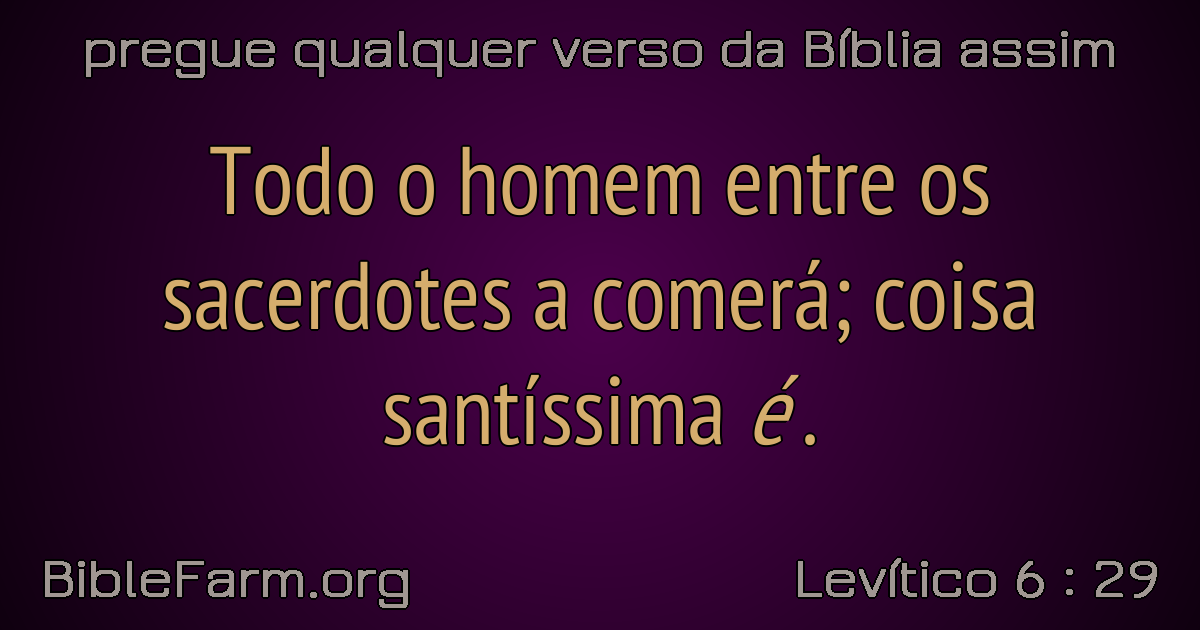 pregue qualquer verso da Bíblia assim
Todo o homem entre os
sacerdotes a comerá; coisa
santíssima é .
BibleFarm.org
Levítico 6 : 29